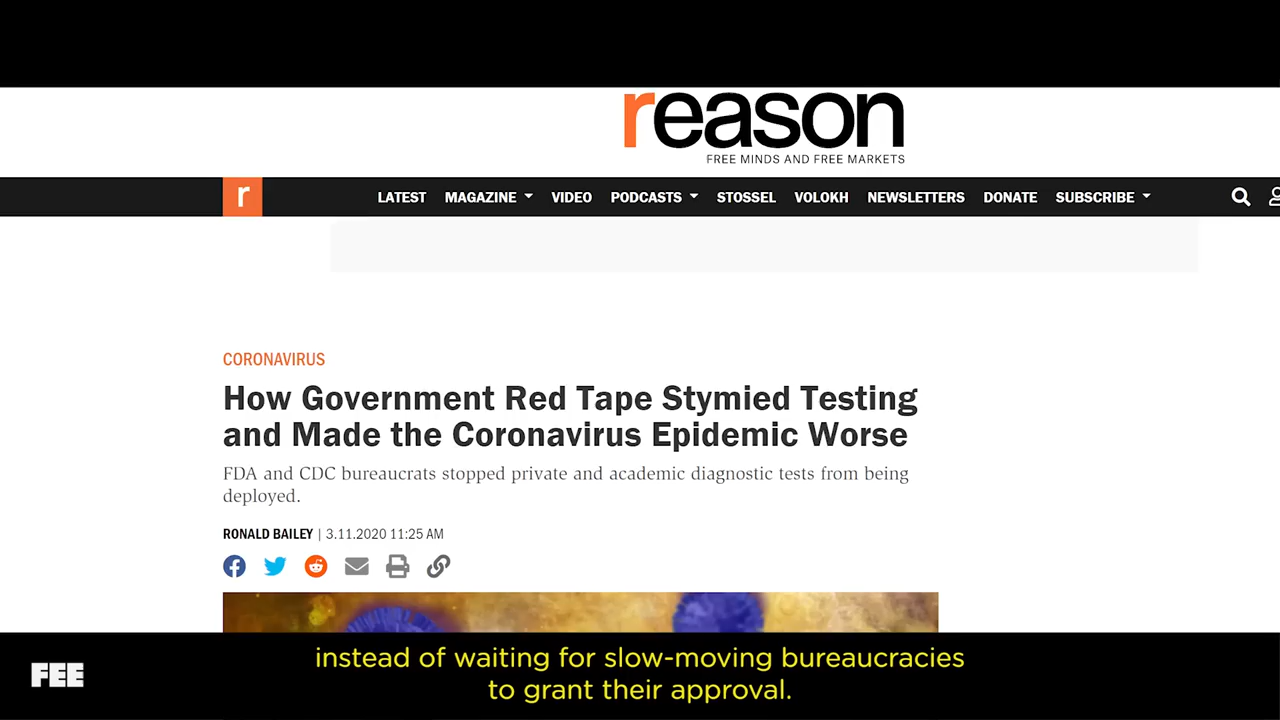 reason
FREE MINDS AND FREE MARKETS
r
LATEST MAGAZINE VIDEO PODCASTS STOSSEL VOLOKH NEWSLETTERS DONATE SUBSCRIBE
CORONAVIRUS
How Government Red Tape Stymied Testing
and Made the Coronavirus Epidemic Worse
FDA and CDC bureaucrats stopped private and academic diagnostic tests from being
deployed.
RONALD BAILEY | 3.11.2020 11:25 AM
instead of waiting for slow-moving bureaucracies
to grant their approval.
FEE